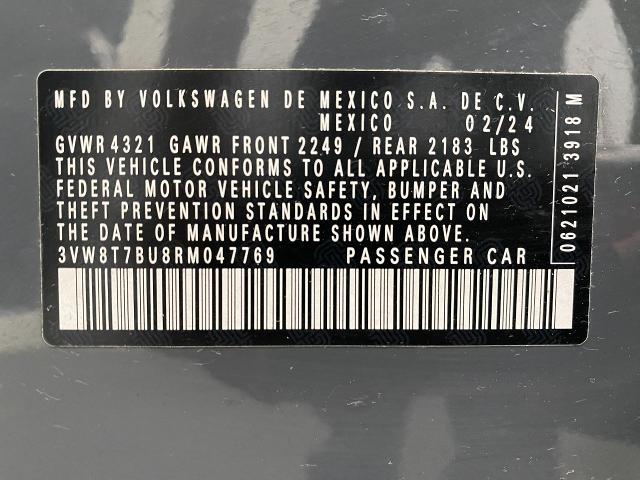 MFD BY VOLKSWAGEN DE MEXICO S.A. DE C.V.
MEXICO 02/24
GVWR 4321 GAWR FRONT 2249 / REAR 2183 LBS
THIS VEHICLE CONFORMS TO ALL APPLICABLE U.S.
FEDERAL MOTOR VEHICLE SAFETY, BUMPER AND
THEFT PREVENTION STANDARDS IN EFFECT ON
THE DATE OF MANUFACTURE SHOWN ABOVE.
3VW8T7BU8RM047769 PASSENGER CAR
0621021 3918 M